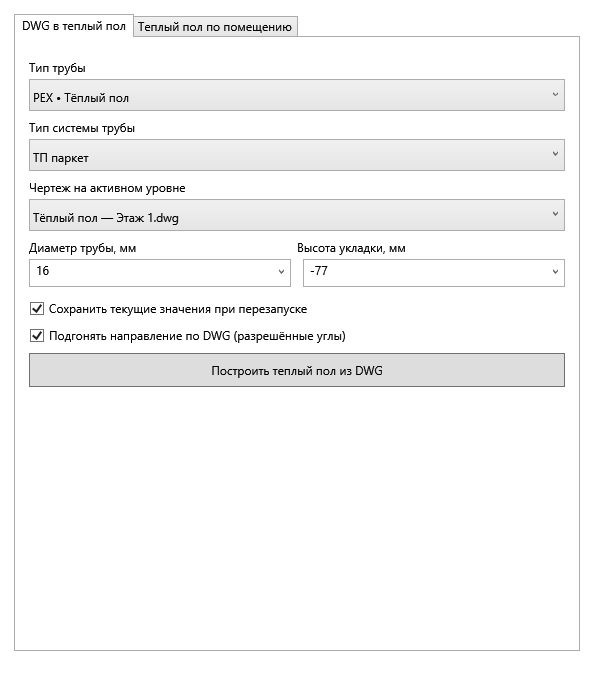 DWG в теплый пол
Теплый пол по помещению
Тип трубы
PEX • Тёплый пол
Тип системы трубы
ТП паркет
Чертеж на активном уровне
Тёплый пол — Этаж 1.dwg
Диаметр трубы, мм
Высота укладки, мм
16
-77
Сохранить текущие значения при перезапуске
Подгонять направление по DWG (разрешённые углы)
Построить теплый пол из DWG